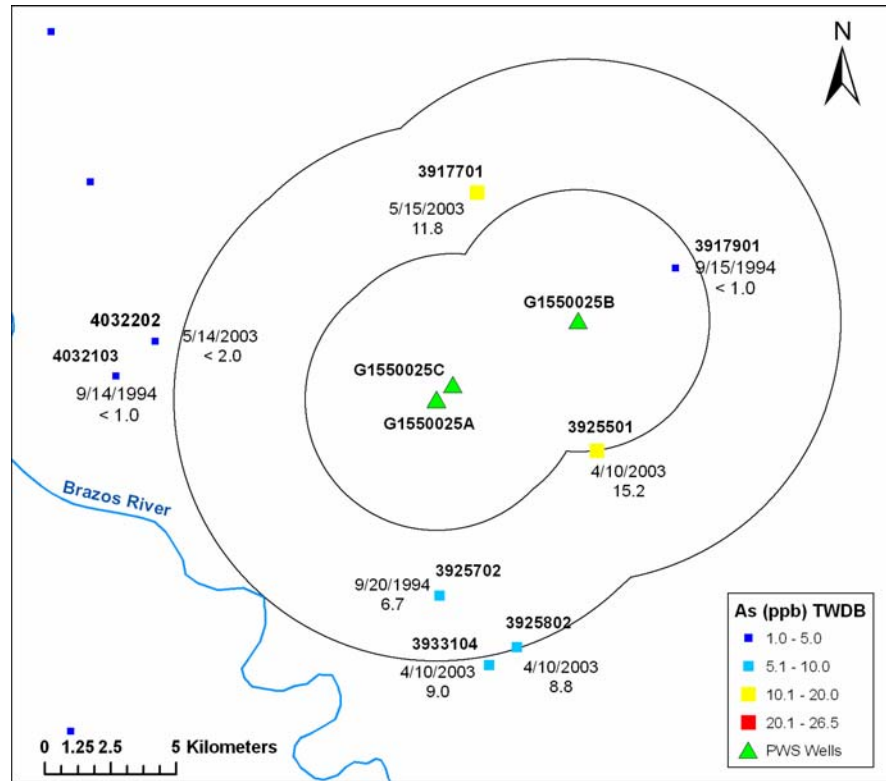 N
3917701
5/15/2003
11.8
3917901
9/15/1994
< 1.0
G1550025B
4032202
5/14/2003
< 2.0
4032103
9/14/1994
< 1.0
G1550025C
G1550025A
3925501
4/10/2003
15.2
Brazos River
9/20/1994
6.7
3925702
3925802
4/10/2003
8.8
3933104
4/10/2003
9.0
As (ppb) TWDB
1.0 - 5.0
5.1 - 10.0
10.1 - 20.0
20.1 - 26.5
PWS Wells
0 1.25 2.5 5 Kilometers